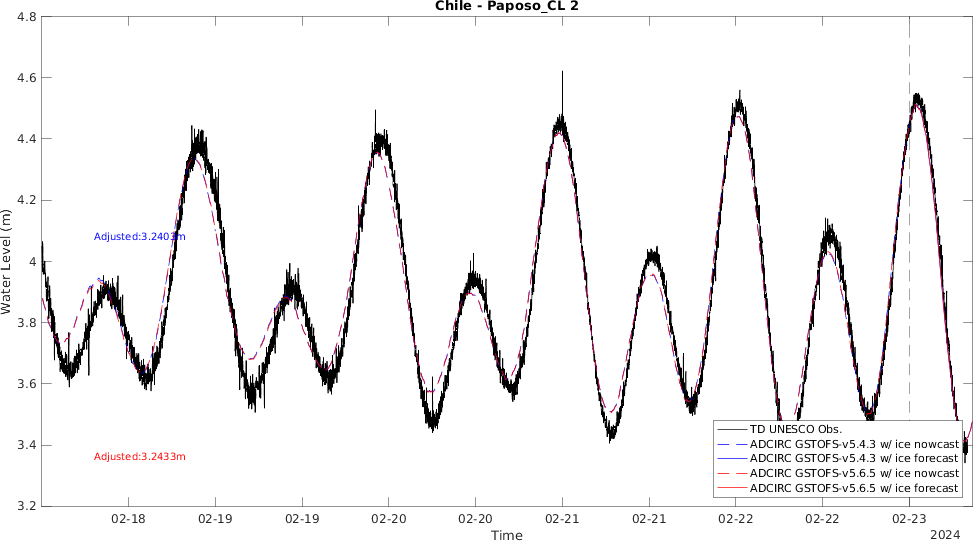 Chile - Paposo_CL 2
Water Level (m)
4.8
4.6
4.4
4.2
4
3.8
3.6
3.4
3.2
Adjusted:3.2403m
Adjusted:3.2433m
TD UNESCO Obs.
ADCIRC GSTOFS-v5.4.3 w/ ice nowcast
ADCIRC GSTOFS-v5.4.3 w/ ice forecast
ADCIRC GSTOFS-v5.6.5 w/ ice nowcast
ADCIRC GSTOFS-v5.6.5 w/ ice forecast
02-18 02-19 02-19 02-20 02-20 02-21 02-21 02-22 02-22 02-23
Time
2024